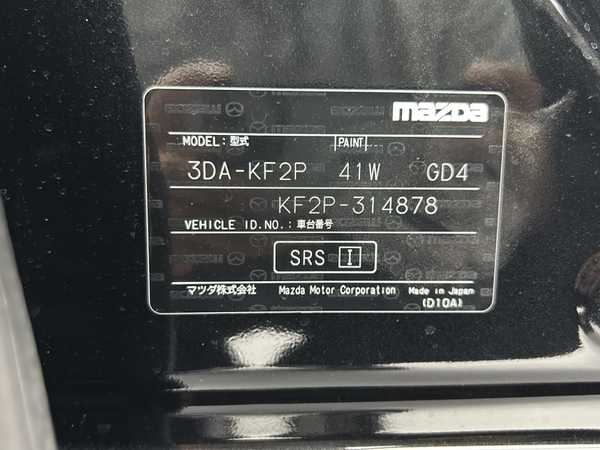 mazda
MODEL:型式 PAINT
3DA-KF2P 41W GD4
KF2P-314878
VEHICLE ID.NO.:車台番号
SRS I
マツダ株式会社 Mazda Motor Corporation Made in Japan
(D10A)